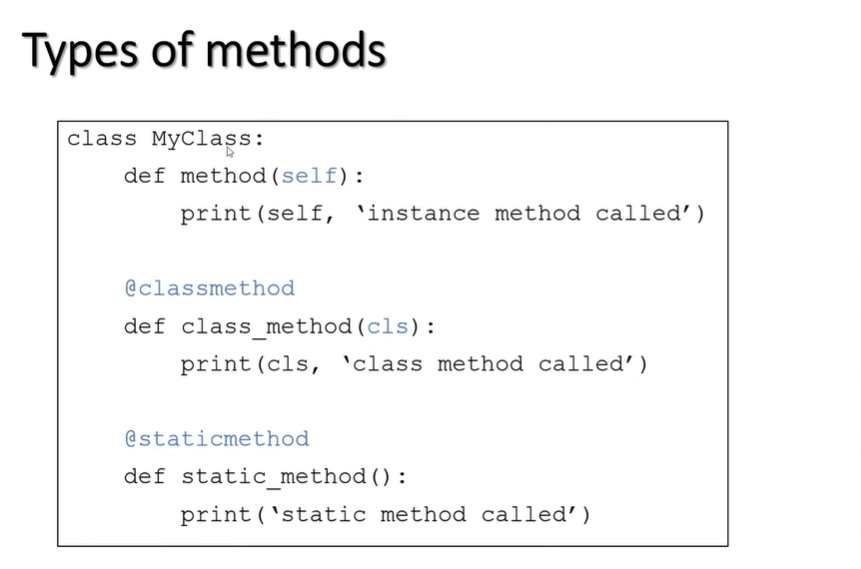 Types of methods
class MyClass:
    def method(self):
        print(self, ‘instance method called’)
    @classmethod
    def class_method(cls):
        print(cls, ‘class method called’)
    @staticmethod
    def static_method():
        print(‘static method called’)